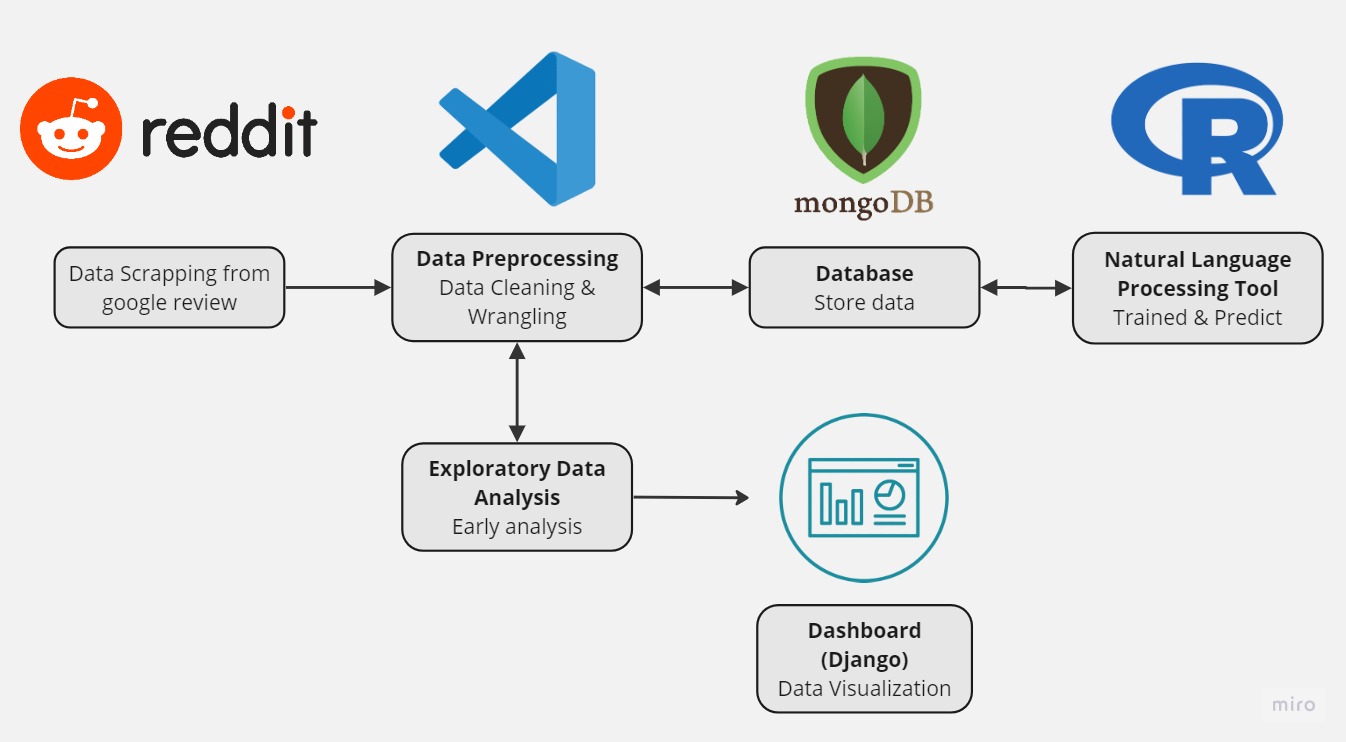 reddit
mongoDB
Data Scrapping from
google review
Data Preprocessing
Data Cleaning &
Wrangling
Database
Store data
Natural Language
Processing Tool
Trained & Predict
Exploratory Data
Analysis
Early analysis
Dashboard
(Django)
Data Visualization
miro